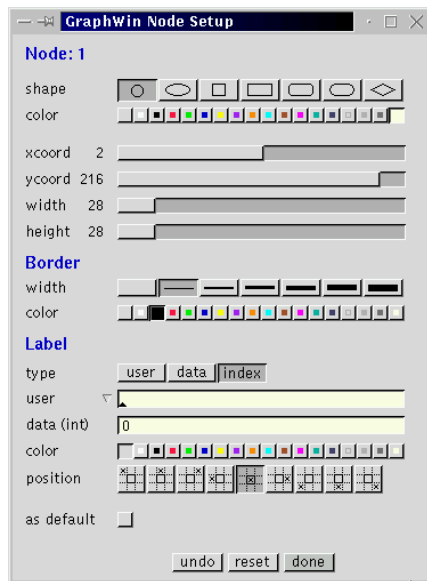 GraphWin Node Setup
Node: 1
shape
color
xcoord 2
ycoord 216
width 28
height 28
Border
width
color
Label
type user data index
user
data (int) 0
color
position
as default
undo reset done